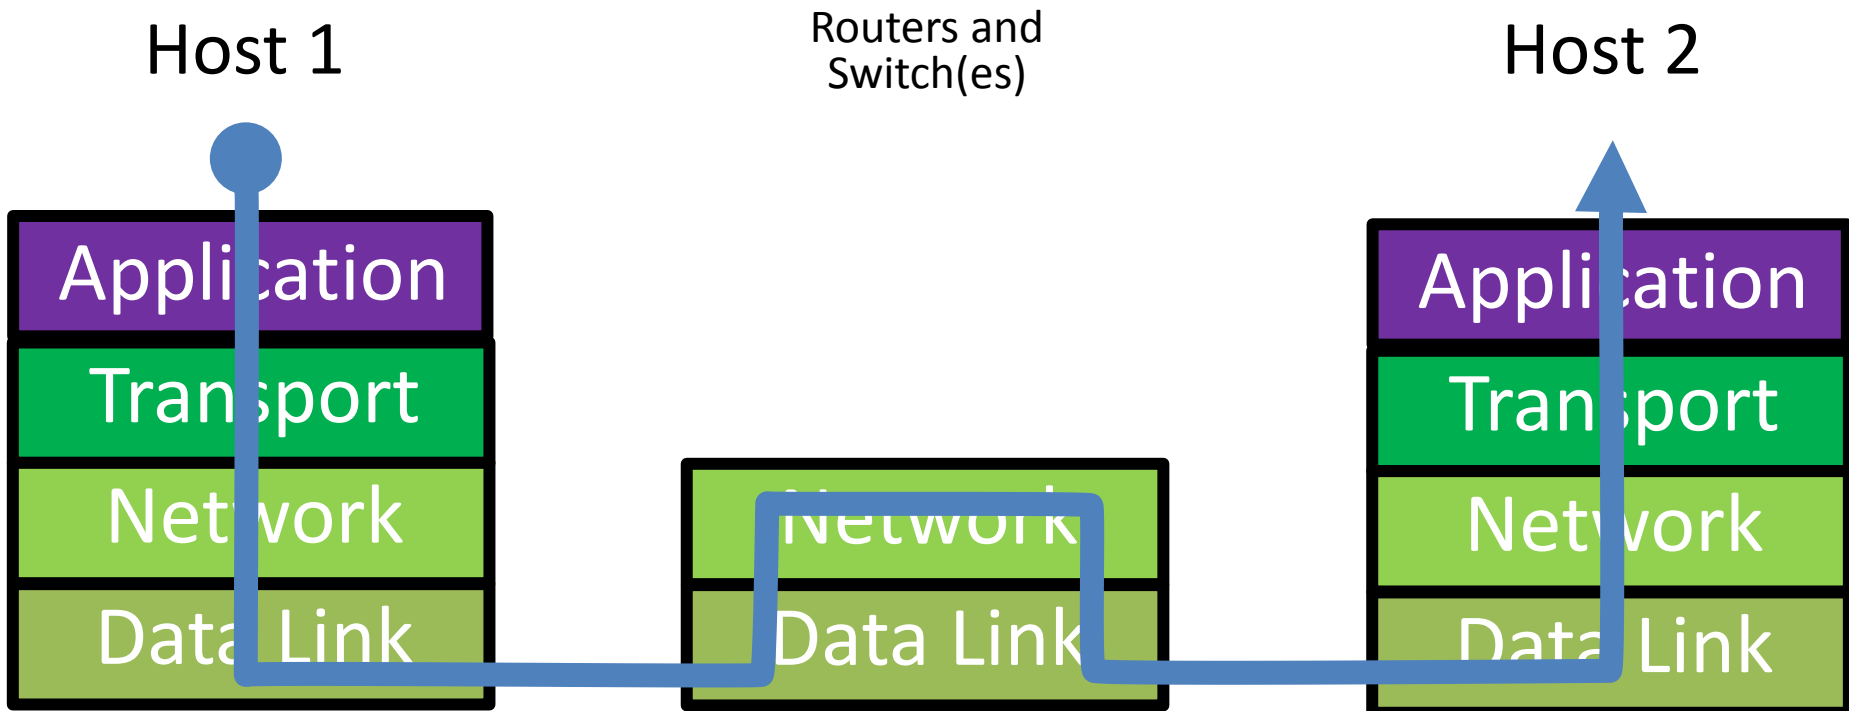 Host 1
Routers and
Switch(es)
Host 2
Application
Transport
Network
Data Link
Network
Data Link
Application
Transport
Network
Data Link